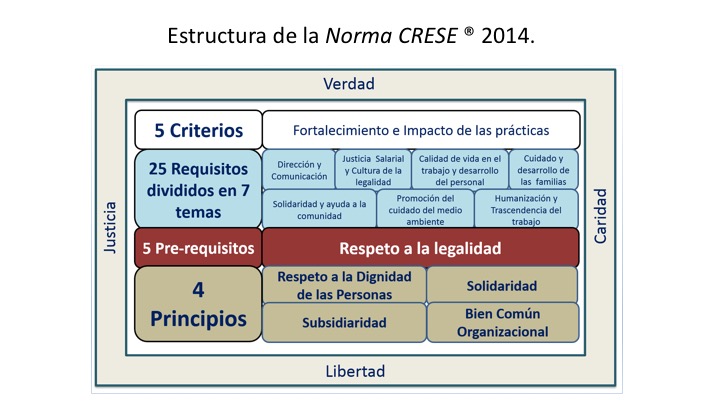 Estructura de la Norma CRESE ® 2014.
Verdad
Justicia
Caridad
5 Criterios
Fortalecimiento e Impacto de las prácticas
25 Requisitos
divididos en 7
temas
Dirección y
Comunicación
Justicia Salarial
y Cultura de la
legalidad
Calidad de vida en el
trabajo y desarrollo
del personal
Cuidado y
desarrollo de
las familias
Solidaridad y ayuda a la
comunidad
Promoción del
cuidado del medio
ambiente
Humanización y
Trascendencia del
trabajo
5 Pre-requisitos
Respeto a la legalidad
4
Principios
Respeto a la Dignidad
de las Personas
Solidaridad
Subsidiaridad
Bien Común
Organizacional
Libertad